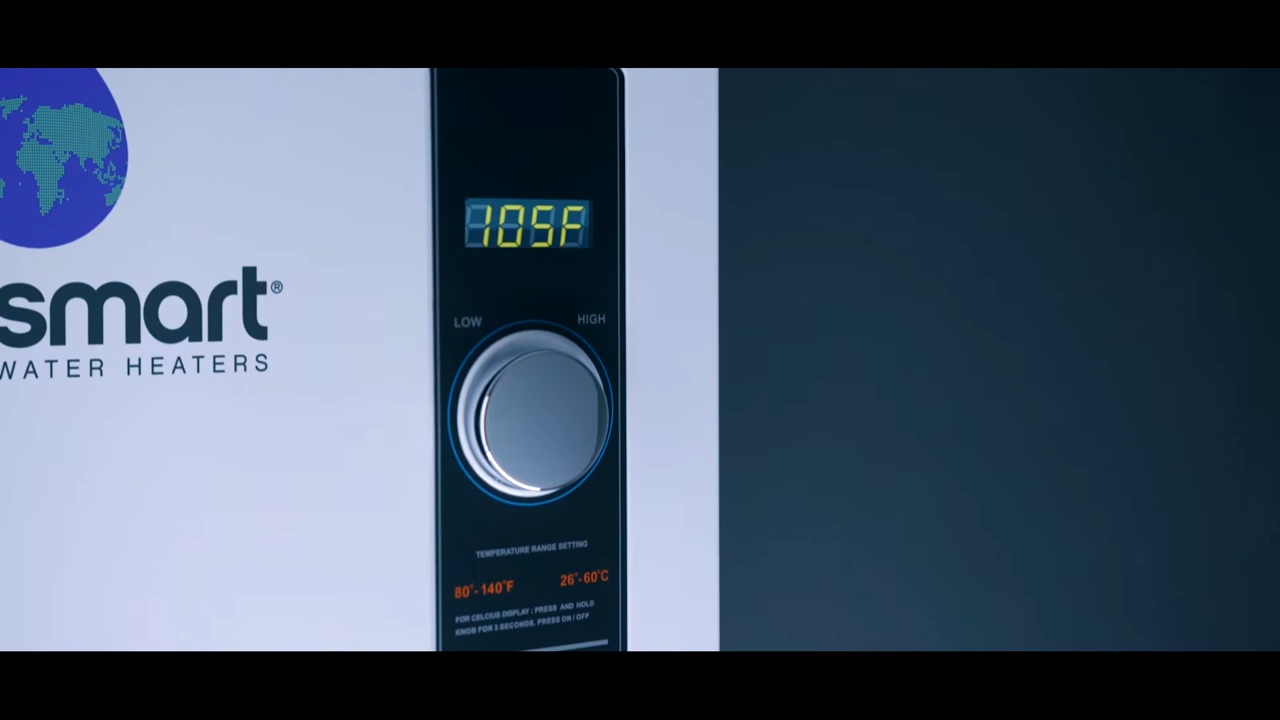 smart®
WATER HEATERS
105F
LOW HIGH
TEMPERATURE RANGE SETTING
80°-140°F 26°-60°C
FOR CELCIUS DISPLAY : PRESS AND HOLD
KNOB FOR 3 SECONDS. PRESS ON / OFF